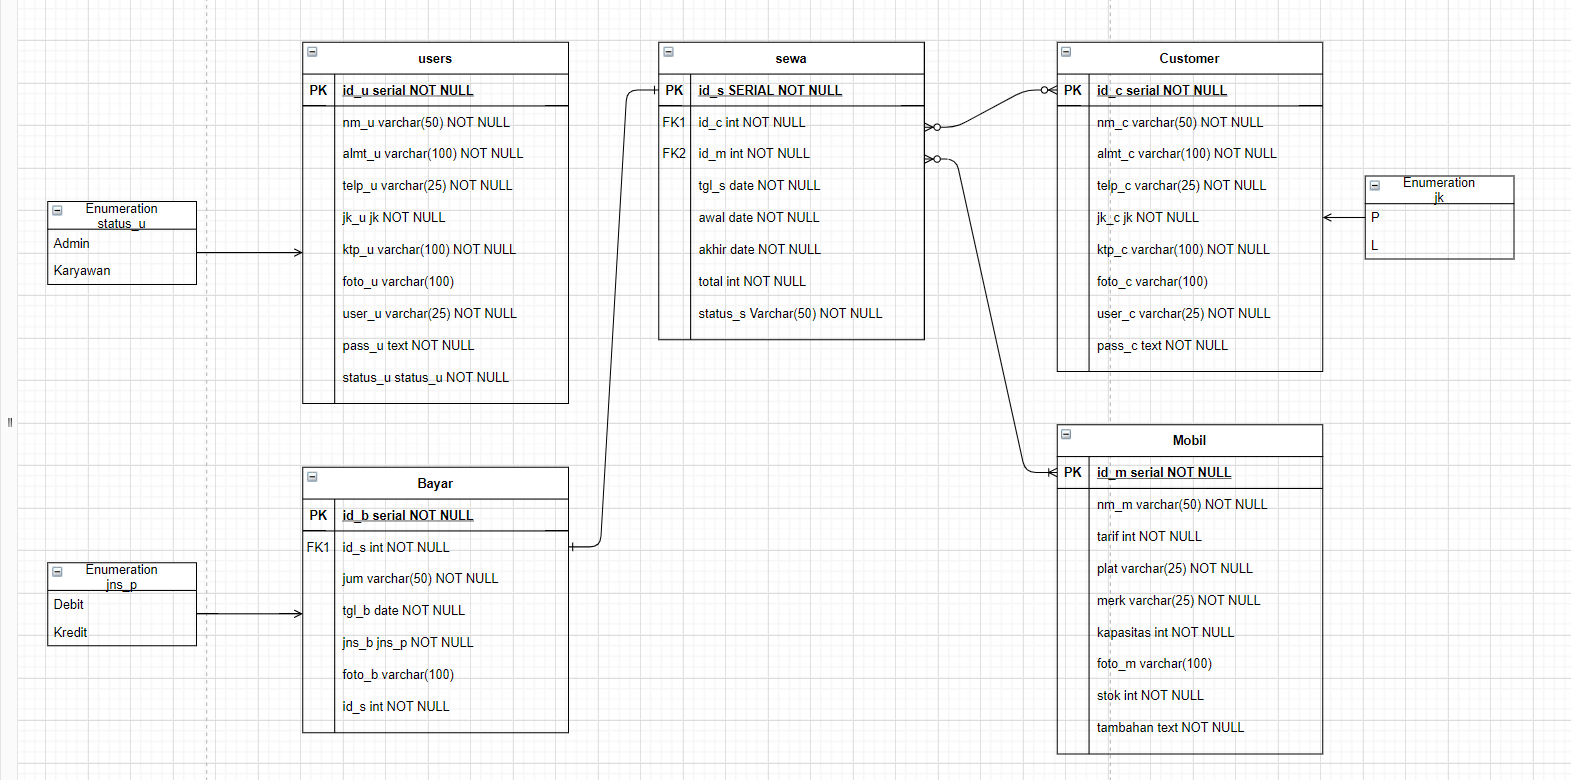 users
PK id_u serial NOT NULL
nm_u varchar(50) NOT NULL
almt_u varchar(100) NOT NULL
telp_u varchar(25) NOT NULL
jk_u jk NOT NULL
ktp_u varchar(100) NOT NULL
foto_u varchar(100)
user_u varchar(25) NOT NULL
pass_u text NOT NULL
status_u status_u NOT NULL
Enumeration
status_u
Admin
Karyawan
sewa
PK id_s SERIAL NOT NULL
FK1 id_c int NOT NULL
FK2 id_m int NOT NULL
tgl_s date NOT NULL
awal date NOT NULL
akhir date NOT NULL
total int NOT NULL
status_s Varchar(50) NOT NULL
Customer
PK id_c serial NOT NULL
nm_c varchar(50) NOT NULL
almt_c varchar(100) NOT NULL
telp_c varchar(25) NOT NULL
jk_c jk NOT NULL
ktp_c varchar(100) NOT NULL
foto_c varchar(100)
user_c varchar(25) NOT NULL
pass_c text NOT NULL
Enumeration
jk
P
L
Bayar
PK id_b serial NOT NULL
FK1 id_s int NOT NULL
jum varchar(50) NOT NULL
tgl_b date NOT NULL
jns_b jns_p NOT NULL
foto_b varchar(100)
id_s int NOT NULL
Enumeration
jns_p
Debit
Kredit
Mobil
PK id_m serial NOT NULL
nm_m varchar(50) NOT NULL
tarif int NOT NULL
plat varchar(25) NOT NULL
merk varchar(25) NOT NULL
kapasitas int NOT NULL
foto_m varchar(100)
stok int NOT NULL
tambahan text NOT NULL